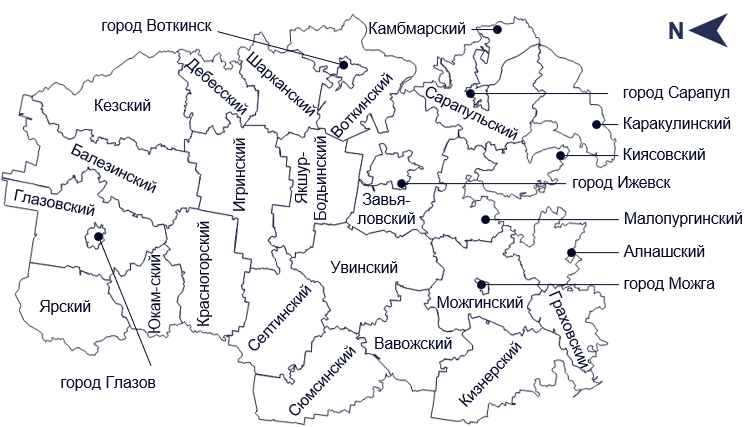 город Воткинск
Камбмарский
N
Кезский
Дебесский
Шарканский
Воткинский
Сарапульский
город Сарапул
Каракулинский
Киясовский
город Ижевск
Балезинский
Игринский
Якшур-
Бодьинский
Завья-
ловский
Глазовский
Малопургинский
Алнашский
город Можга
Ярский
Юкам-ский
Красногорский
Увинский
Можгинский
Граховский
Селтинский
Вавожский
Сюмсинский
Кизнерский
город Глазов